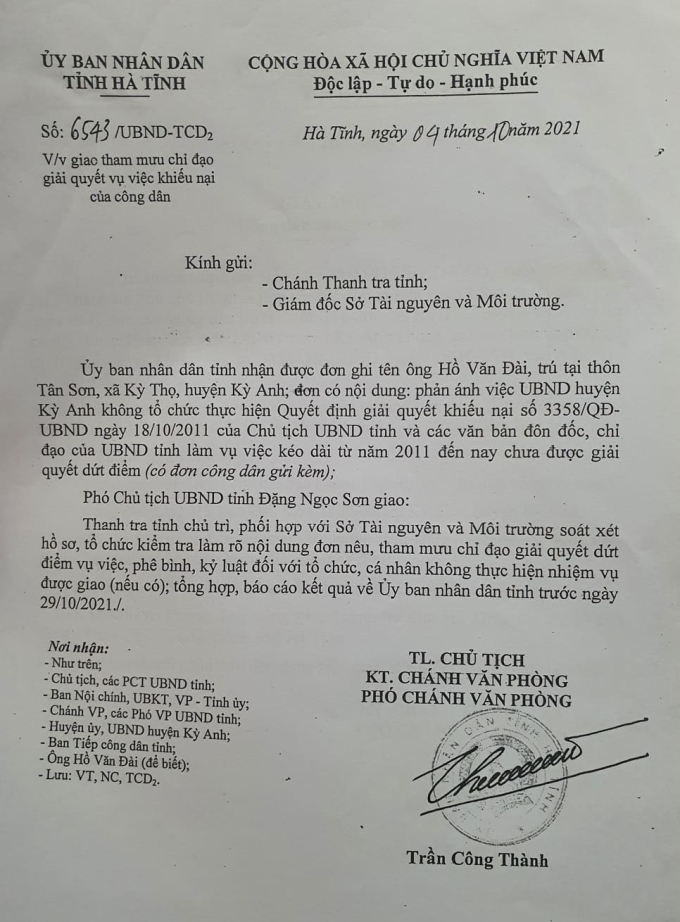 ỦY BAN NHÂN DÂN
TỈNH HÀ TĨNH
CỘNG HÒA XÃ HỘI CHỦ NGHĨA VIỆT NAM
Độc lập - Tự do - Hạnh phúc
Số: 6543/UBND-TCD2
Hà Tĩnh, ngày 04 tháng 10 năm 2021
V/v giao tham mưu chỉ đạo
giải quyết vụ việc khiếu nại
của công dân
Kính gửi:
- Chánh Thanh tra tỉnh;
- Giám đốc Sở Tài nguyên và Môi trường.
Ủy ban nhân dân tỉnh nhận được đơn ghi tên ông Hồ Văn Đài, trú tại thôn
Tân Sơn, xã Kỳ Thọ, huyện Kỳ Anh; đơn có nội dung: phản ánh việc UBND huyện
Kỳ Anh không tổ chức thực hiện Quyết định giải quyết khiếu nại số 3358/QĐ-
UBND ngày 18/10/2011 của Chủ tịch UBND tỉnh và các văn bản đôn đốc, chỉ
đạo của UBND tỉnh làm vụ việc kéo dài từ năm 2011 đến nay chưa được giải
quyết dứt điểm (có đơn công dân gửi kèm);
Phó Chủ tịch UBND tỉnh Đặng Ngọc Sơn giao:
Thanh tra tỉnh chủ trì, phối hợp với Sở Tài nguyên và Môi trường soát xét
hồ sơ, tổ chức kiểm tra làm rõ nội dung đơn nêu, tham mưu chỉ đạo giải quyết dứt
điểm vụ việc, phê bình, kỷ luật đối với tổ chức, cá nhân không thực hiện nhiệm vụ
được giao (nếu có); tổng hợp, báo cáo kết quả về Ủy ban nhân dân tỉnh trước ngày
29/10/2021./.
Nơi nhận:
- Như trên;
- Chủ tịch, các PCT UBND tỉnh;
- Ban Nội chính, UBKT, VP - Tỉnh ủy;
- Chánh VP, các Phó VP UBND tỉnh;
- Huyện ủy, UBND huyện Kỳ Anh;
- Ban Tiếp công dân tỉnh;
- Ông Hồ Văn Đài (để biết);
- Lưu: VT, NC, TCD2.
TL. CHỦ TỊCH
KT. CHÁNH VĂN PHÒNG
PHÓ CHÁNH VĂN PHÒNG
Trần Công Thành